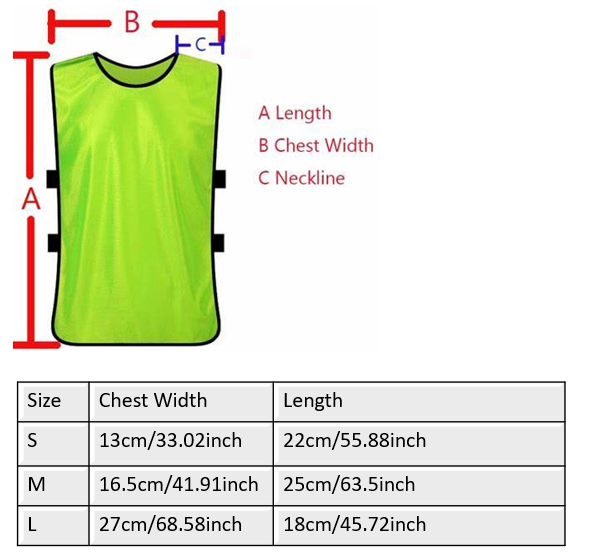 B
C
A Length
B Chest Width
C Neckline
A
Size Chest Width Length
S 13cm/33.02inch 22cm/55.88inch
M 16.5cm/41.91inch 25cm/63.5inch
L 27cm/68.58inch 18cm/45.72inch